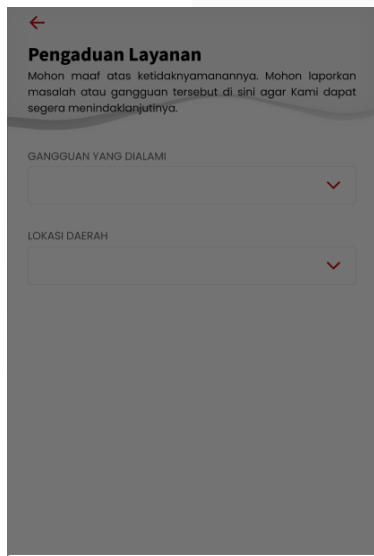 Pengaduan Layanan
Mohon maaf atas ketidaknyamanannya. Mohon laporkan
masalah atau gangguan tersebut di sini agar Kami dapat
segera menindaklanjutinya.
GANGGUAN YANG DIALAMI
LOKASI DAERAH